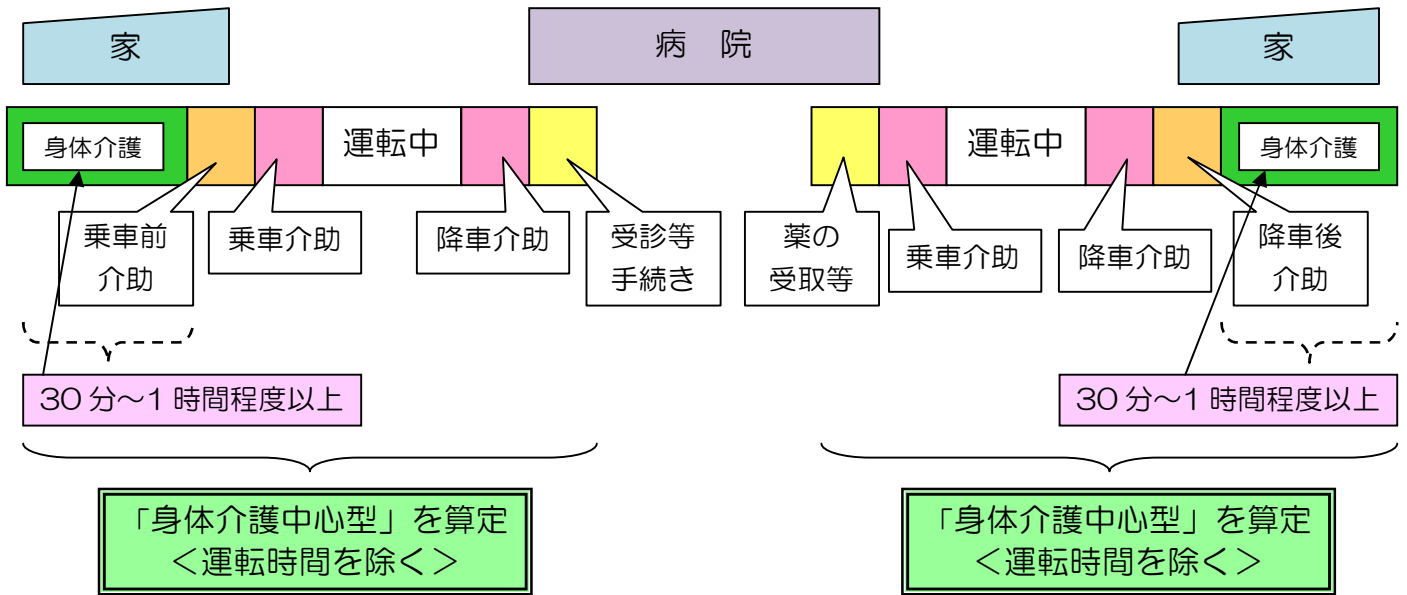 家
病 院
家
身体介護
運転中
運転中
身体介護
乗車前
介助
乗車介助
降車介助
受診等
手続き
薬の
受取等
乗車介助
降車介助
降車後
介助
30分～1時間程度以上
30分～1時間程度以上
「身体介護中心型」を算定
＜運転時間を除く＞
「身体介護中心型」を算定
＜運転時間を除く＞